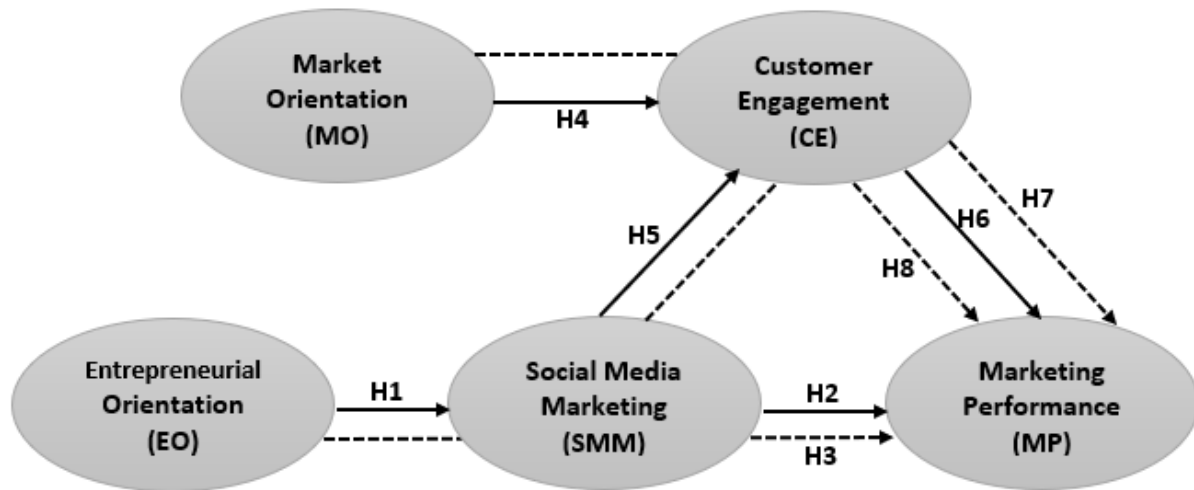 Market
Orientation
(MO)
Customer
Engagement
(CE)
H4
H5
H6
H7
H8
Entrepreneurial
Orientation
(EO)
H1
Social Media
Marketing
(SMM)
H2
H3
Marketing
Performance
(MP)